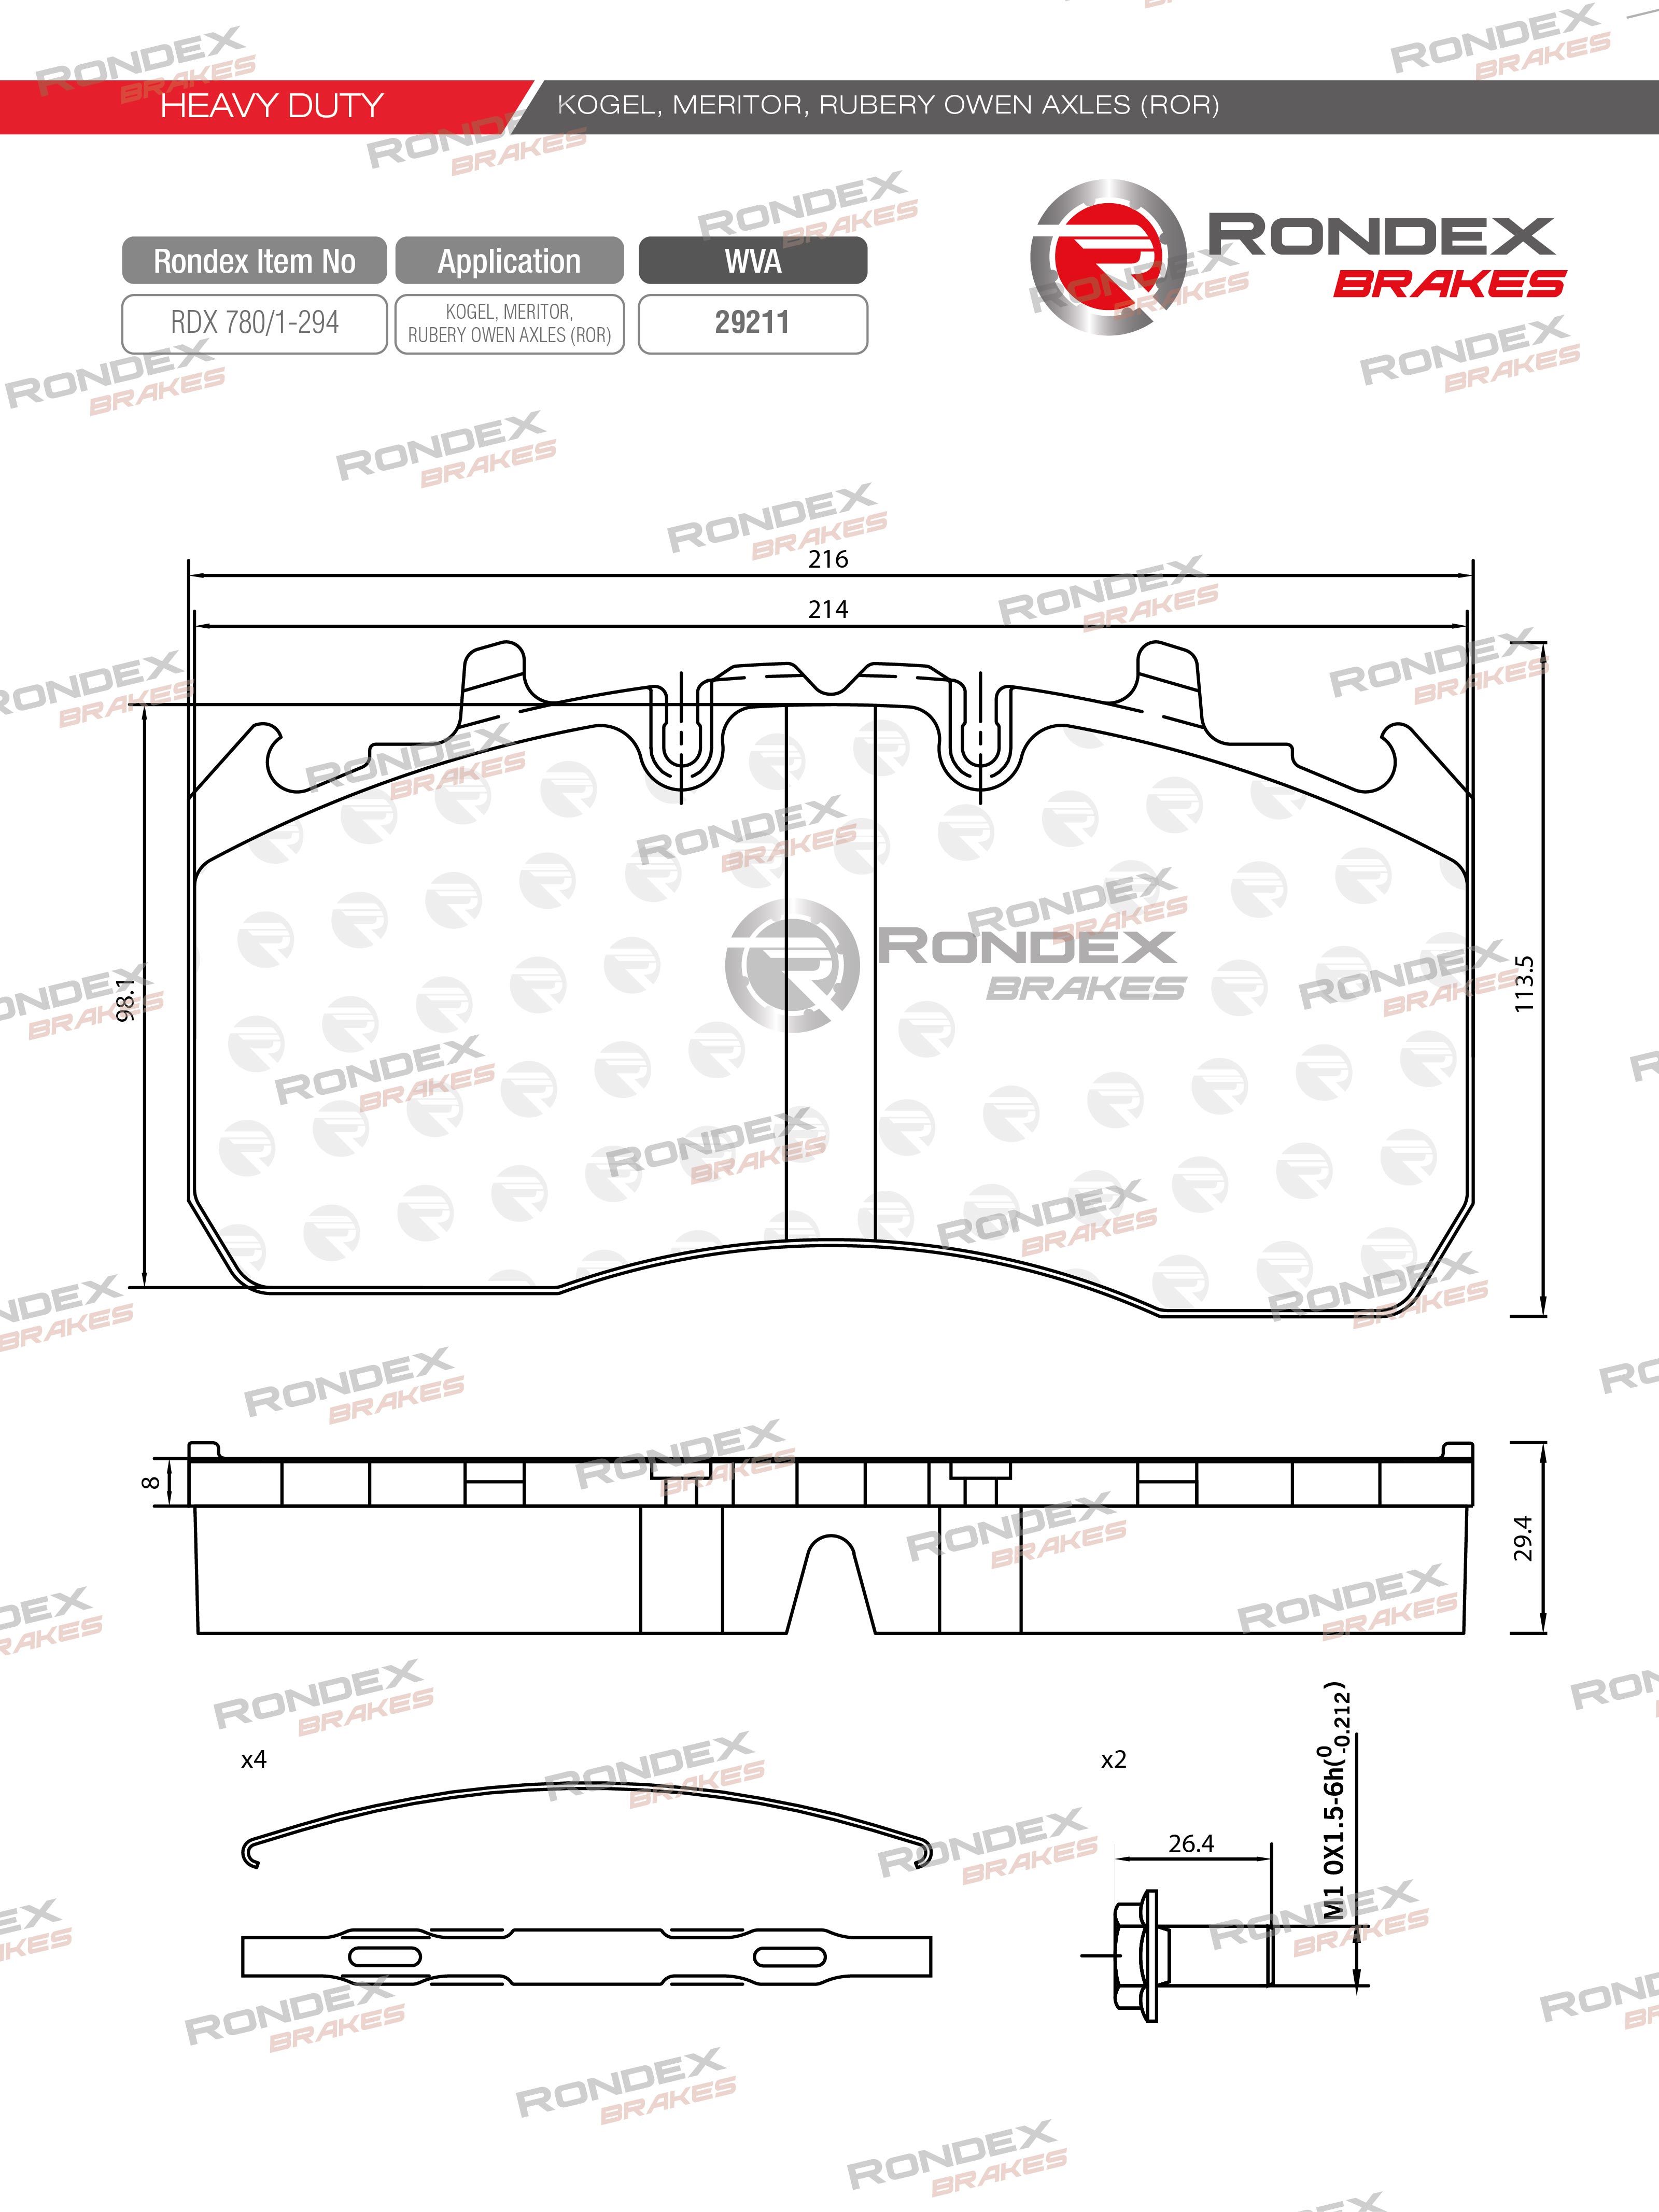 HEAVY DUTY
KOGEL, MERITOR, RUBERY OWEN AXLES (ROR)
RONDEX
BRAKES
Rondex Item No
Application
WVA
RDX 780/1-294
KOGEL, MERITOR,
RUBERY OWEN AXLES (ROR)
29211
216
214
98.1
113.5
RONDEX
BRAKES
8
29.4
x4
x2
26.4
M1 0X1.5-6h(0 -0.212)